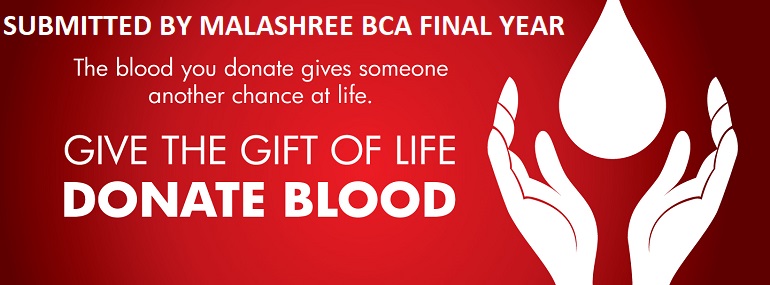 SUBMITTED BY MALASHREE BCA FINAL YEAR
The blood you donate gives someone
another chance at life.
GIVE THE GIFT OF LIFE
DONATE BLOOD